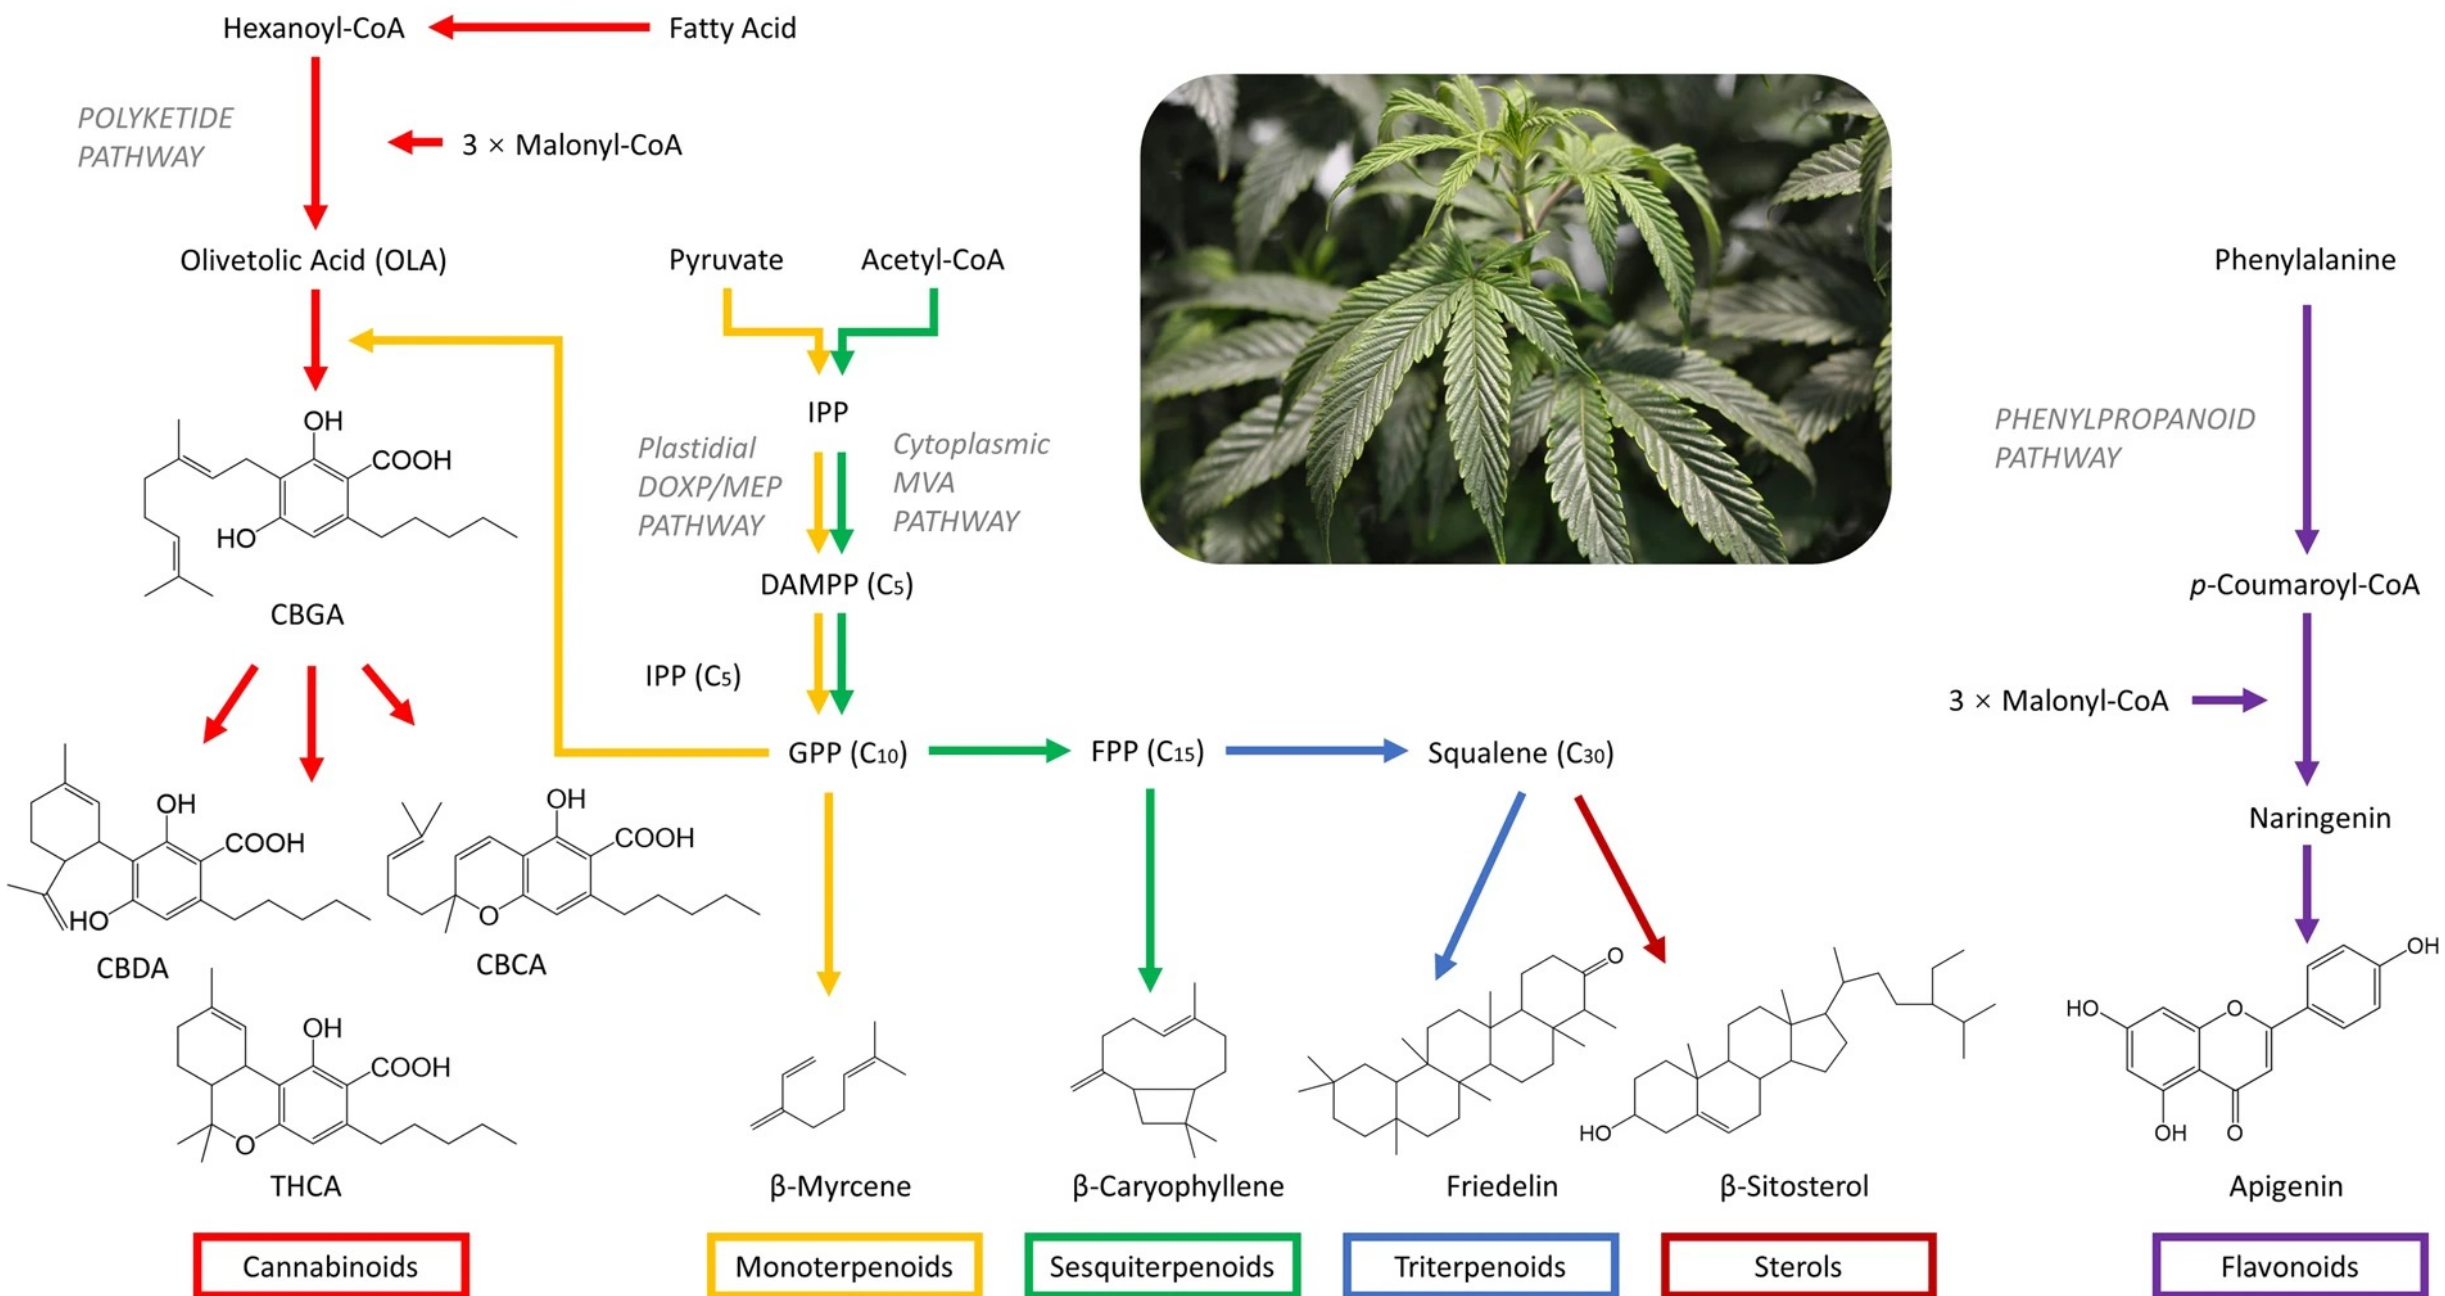 Hexanoyl-CoA
Fatty Acid
POLYKETIDE
PATHWAY
3 × Malonyl-CoA
Olivetolic Acid (OLA)
Pyruvate
Acetyl-CoA
Phenylalanine
IPP
OH
COOH
HO
CBGA
Plastidial
DOXP/MEP
PATHWAY
Cytoplasmic
MVA
PATHWAY
PHENYLPROPANOID
PATHWAY
DAMPP (C5)
p-Coumaroyl-CoA
IPP (C5)
3 × Malonyl-CoA
GPP (C10)
FPP (C15)
Squalene (C30)
Naringenin
OH
COOH
HO
CBDA
OH
COOH
O
CBCA
OH
COOH
O
THCA
β-Myrcene
β-Caryophyllene
O
Friedelin
HO
β-Sitosterol
OH
HO
O
OH
O
Apigenin
Cannabinoids
Monoterpenoids
Sesquiterpenoids
Triterpenoids
Sterols
Flavonoids